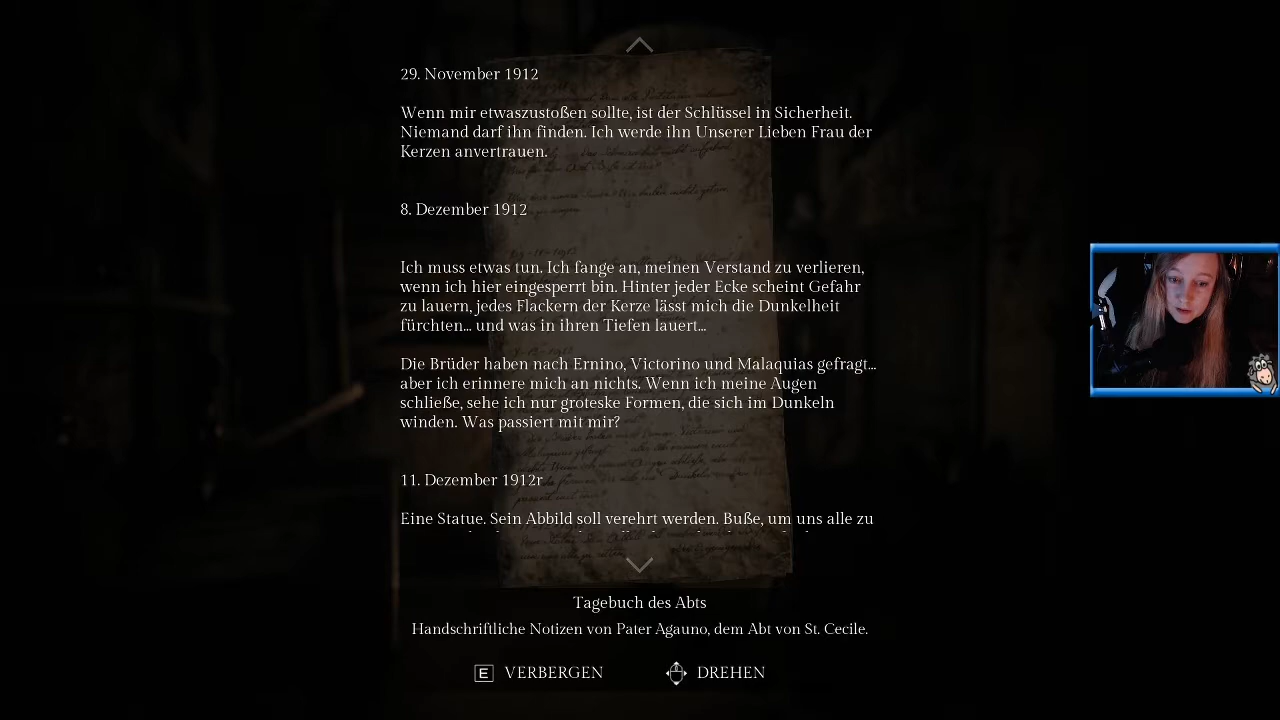 29. November 1912
Wenn mir etwaszustoßen sollte, ist der Schlüssel in Sicherheit.
Niemand darf ihn finden. Ich werde ihn Unserer Lieben Frau der
Kerzen anvertrauen.
8. Dezember 1912
Ich muss etwas tun. Ich fange an, meinen Verstand zu verlieren,
wenn ich hier eingesperrt bin. Hinter jeder Ecke scheint Gefahr
zu lauern, jedes Flackern der Kerze lässt mich die Dunkelheit
fürchten... und was in ihren Tiefen lauert...
Die Brüder haben nach Ernino, Victorino und Malaquias gefragt...
aber ich erinnere mich an nichts. Wenn ich meine Augen
schließe, sehe ich nur groteske Formen, die sich im Dunkeln
winden. Was passiert mit mir?
11. Dezember 1912r
Eine Statue. Sein Abbild soll verehrt werden. Buße, um uns alle zu
Tagebuch des Abts
Handschriftliche Notizen von Pater Agauno, dem Abt von St. Cecile.
E VERBERGEN DREHEN